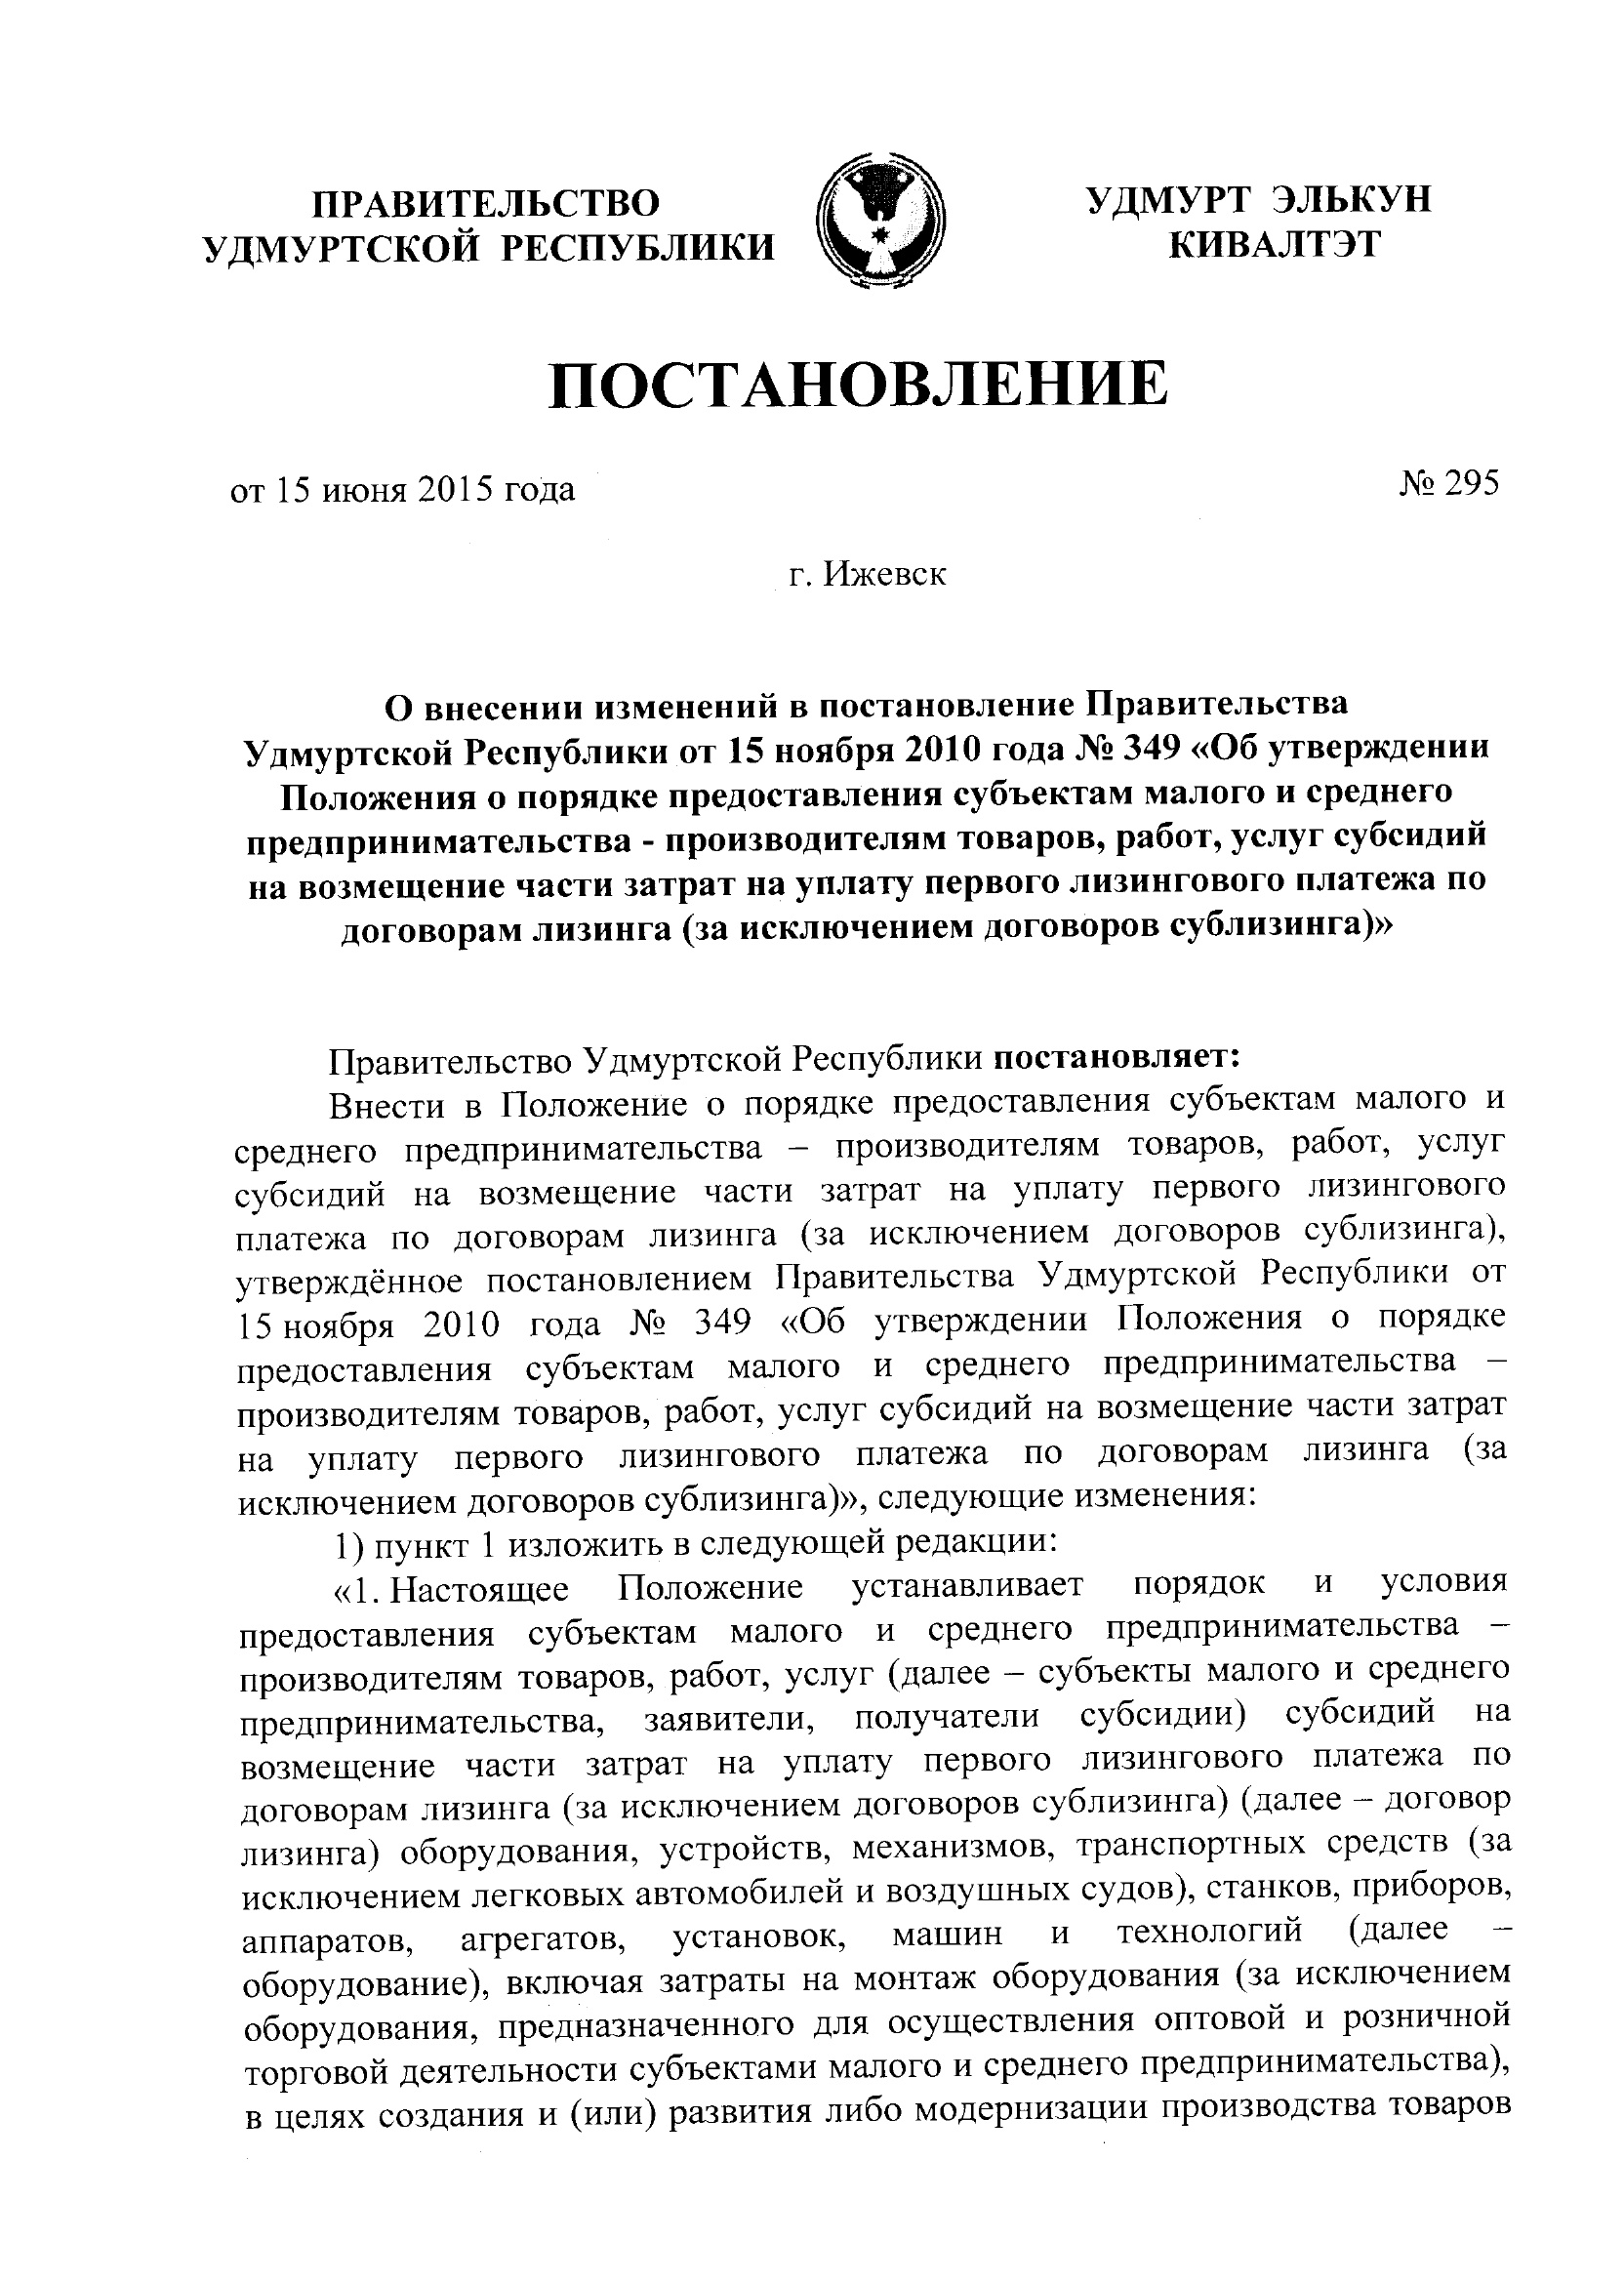 ПРАВИТЕЛЬСТВО
УДМУРТСКОЙ РЕСПУБЛИКИ
УДМУРТ ЭЛЬКУН
КИВАЛТЭТ
ПОСТАНОВЛЕНИЕ
от 15 июня 2015 года
№ 295
г. Ижевск
О внесении изменений в постановление Правительства
Удмуртской Республики от 15 ноября 2010 года № 349 «Об утверждении
Положения о порядке предоставления субъектам малого и среднего
предпринимательства - производителям товаров, работ, услуг субсидий
на возмещение части затрат на уплату первого лизингового платежа по
договорам лизинга (за исключением договоров сублизинга)»
Правительство Удмуртской Республики постановляет:
Внести в Положение о порядке предоставления субъектам малого и
среднего предпринимательства – производителям товаров, работ, услуг
субсидий на возмещение части затрат на уплату первого лизингового
платежа по договорам лизинга (за исключением договоров сублизинга),
утверждённое постановлением Правительства Удмуртской Республики от
15 ноября 2010 года № 349 «Об утверждении Положения о порядке
предоставления субъектам малого и среднего предпринимательства –
производителям товаров, работ, услуг субсидий на возмещение части затрат
на уплату первого лизингового платежа по договорам лизинга (за
исключением договоров сублизинга)», следующие изменения:
1) пункт 1 изложить в следующей редакции:
«1. Настоящее Положение устанавливает порядок и условия
предоставления субъектам малого и среднего предпринимательства –
производителям товаров, работ, услуг (далее – субъекты малого и среднего
предпринимательства, заявители, получатели субсидии) субсидий на
возмещение части затрат на уплату первого лизингового платежа по
договорам лизинга (за исключением договоров сублизинга) (далее – договор
лизинга) оборудования, устройств, механизмов, транспортных средств (за
исключением легковых автомобилей и воздушных судов), станков, приборов,
аппаратов, агрегатов, установок, машин и технологий (далее –
оборудование), включая затраты на монтаж оборудования (за исключением
оборудования, предназначенного для осуществления оптовой и розничной
торговой деятельности субъектами малого и среднего предпринимательства),
в целях создания и (или) развития либо модернизации производства товаров